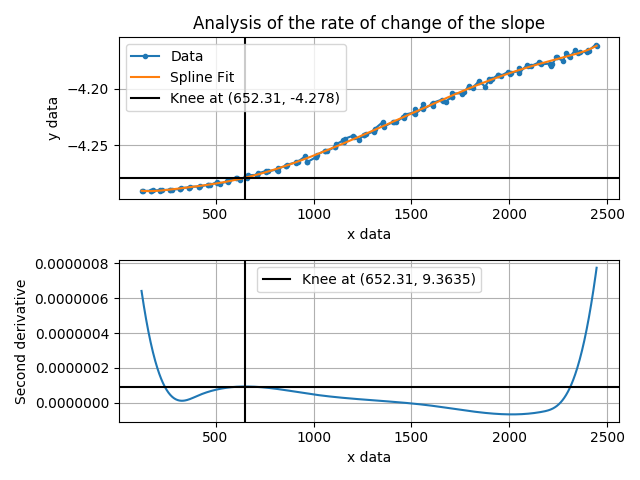 Analysis of the rate of change of the slope
Data
Spline Fit
Knee at (652.31, -4.278)
y data
−4.20
−4.25
500 1000 1500 2000 2500
x data
Second derivative
0.0000008
0.0000006
0.0000004
0.0000002
0.0000000
Knee at (652.31, 9.3635)
500 1000 1500 2000 2500
x data